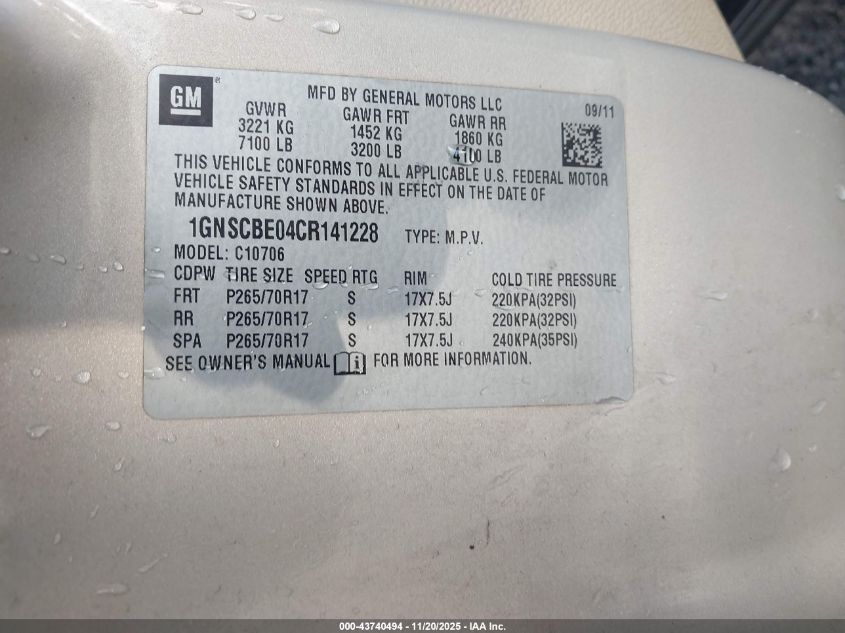 GM
MFD BY GENERAL MOTORS LLC
GVWR GAWR FRT GAWR RR 09/11
3221 KG 1452 KG 1860 KG
7100 LB 3200 LB 4100 LB
THIS VEHICLE CONFORMS TO ALL APPLICABLE U.S. FEDERAL MOTOR
VEHICLE SAFETY STANDARDS IN EFFECT ON THE DATE OF
MANUFACTURE SHOWN ABOVE.
1GNSCBE04CR141228 TYPE: M.P.V.
MODEL: C10706
CDPW TIRE SIZE SPEED RTG RIM COLD TIRE PRESSURE
FRT P265/70R17 S 17X7.5J 220KPA(32PSI)
RR P265/70R17 S 17X7.5J 220KPA(32PSI)
SPA P265/70R17 S 17X7.5J 240KPA(35PSI)
SEE OWNER'S MANUAL FOR MORE INFORMATION.
000-43740494 - 11/20/2025 - IAA Inc.